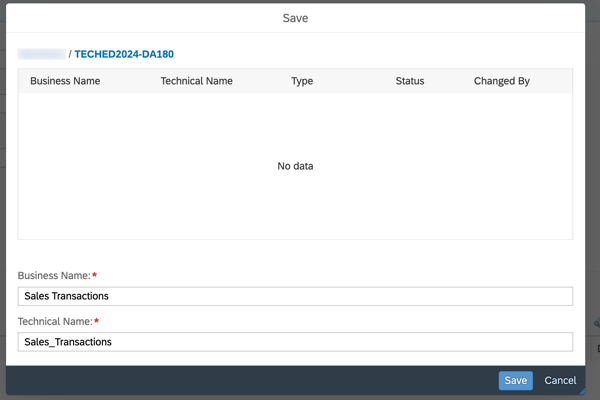 Save
/ TECHED2024-DA180
Business Name Technical Name Type Status Changed By
No data
Business Name:*
Sales Transactions
Technical Name:*
Sales_Transactions
Save Cancel